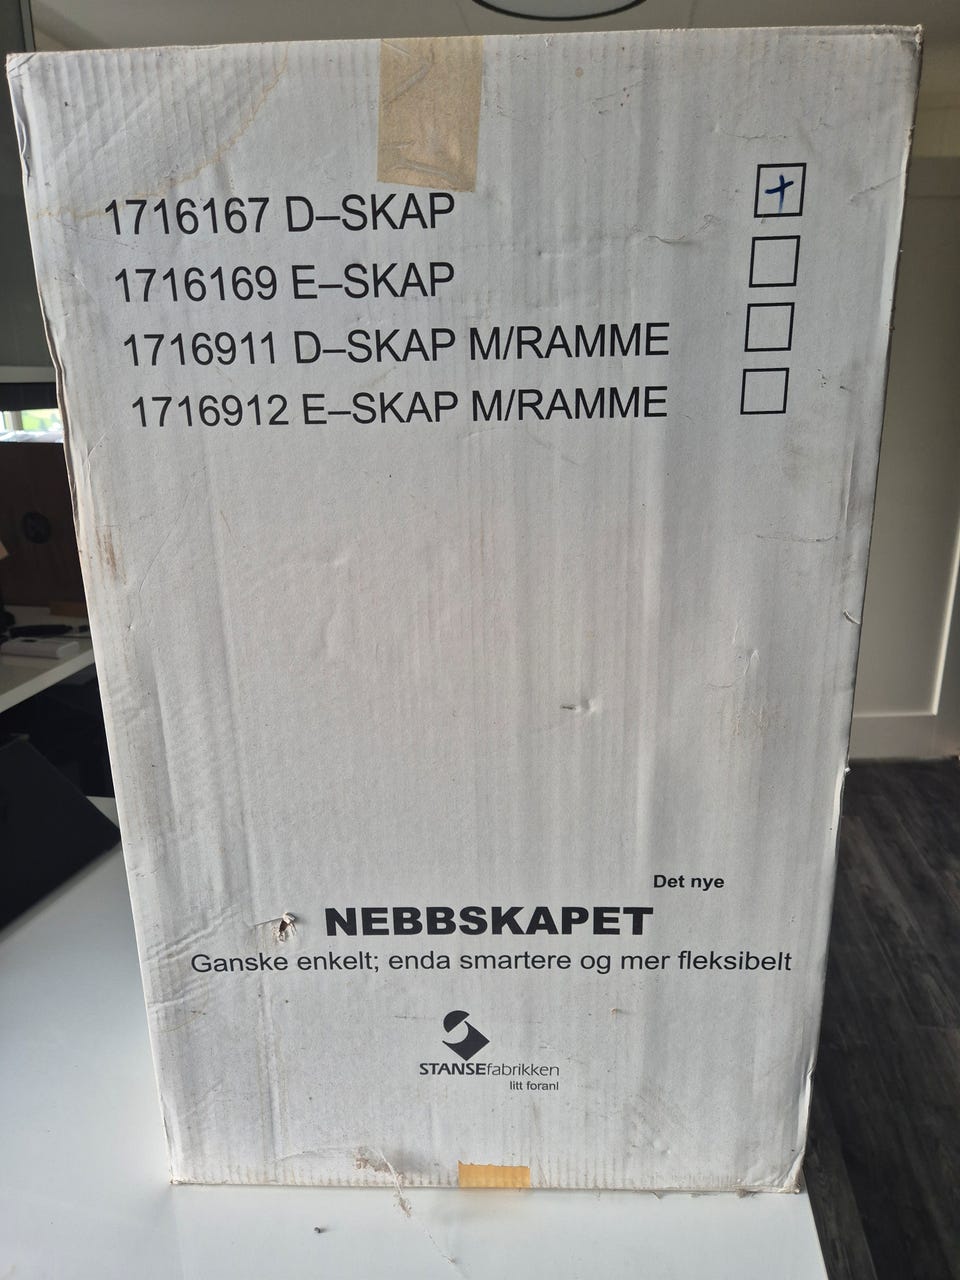 1716167 D–SKAP
1716169 E–SKAP
1716911 D–SKAP M/RAMME
1716912 E–SKAP M/RAMME
Det nye
NEBBSKAPET
Ganske enkelt; enda smartere og mer fleksibelt
STANSEfabrikken
litt foran!